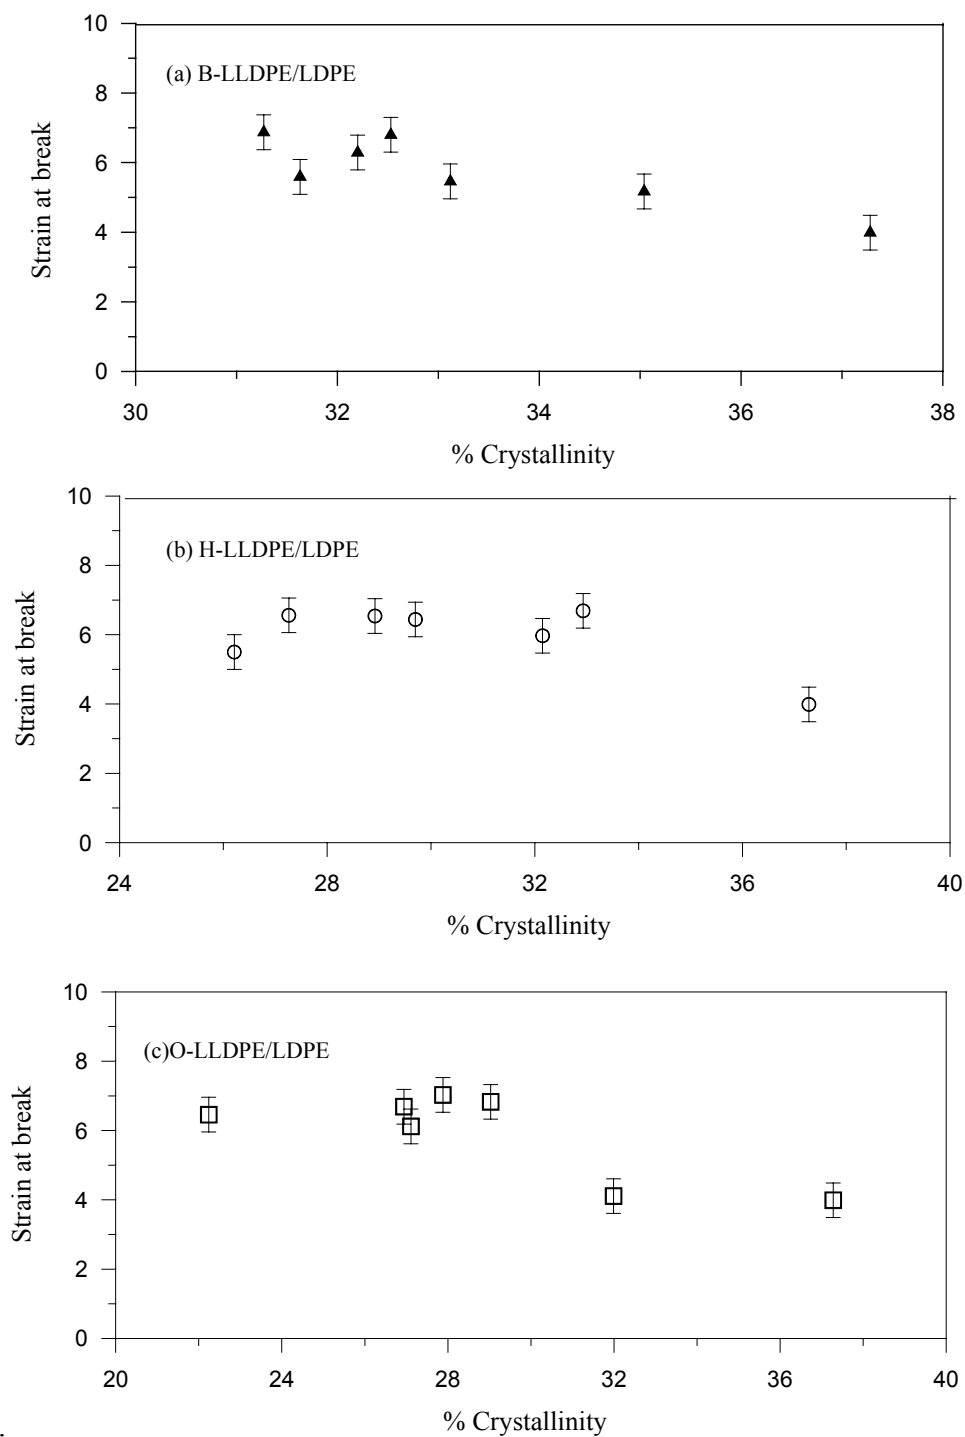 10
(a) B-LLDPE/LDPE
8
6
4
2
0
Strain at break
30 32 34 36 38
% Crystallinity
10
(b) H-LLDPE/LDPE
8
6
4
2
0
Strain at break
24 28 32 36 40
% Crystallinity
10
(c)O-LLDPE/LDPE
8
6
4
2
0
Strain at break
20 24 28 32 36 40
% Crystallinity
.